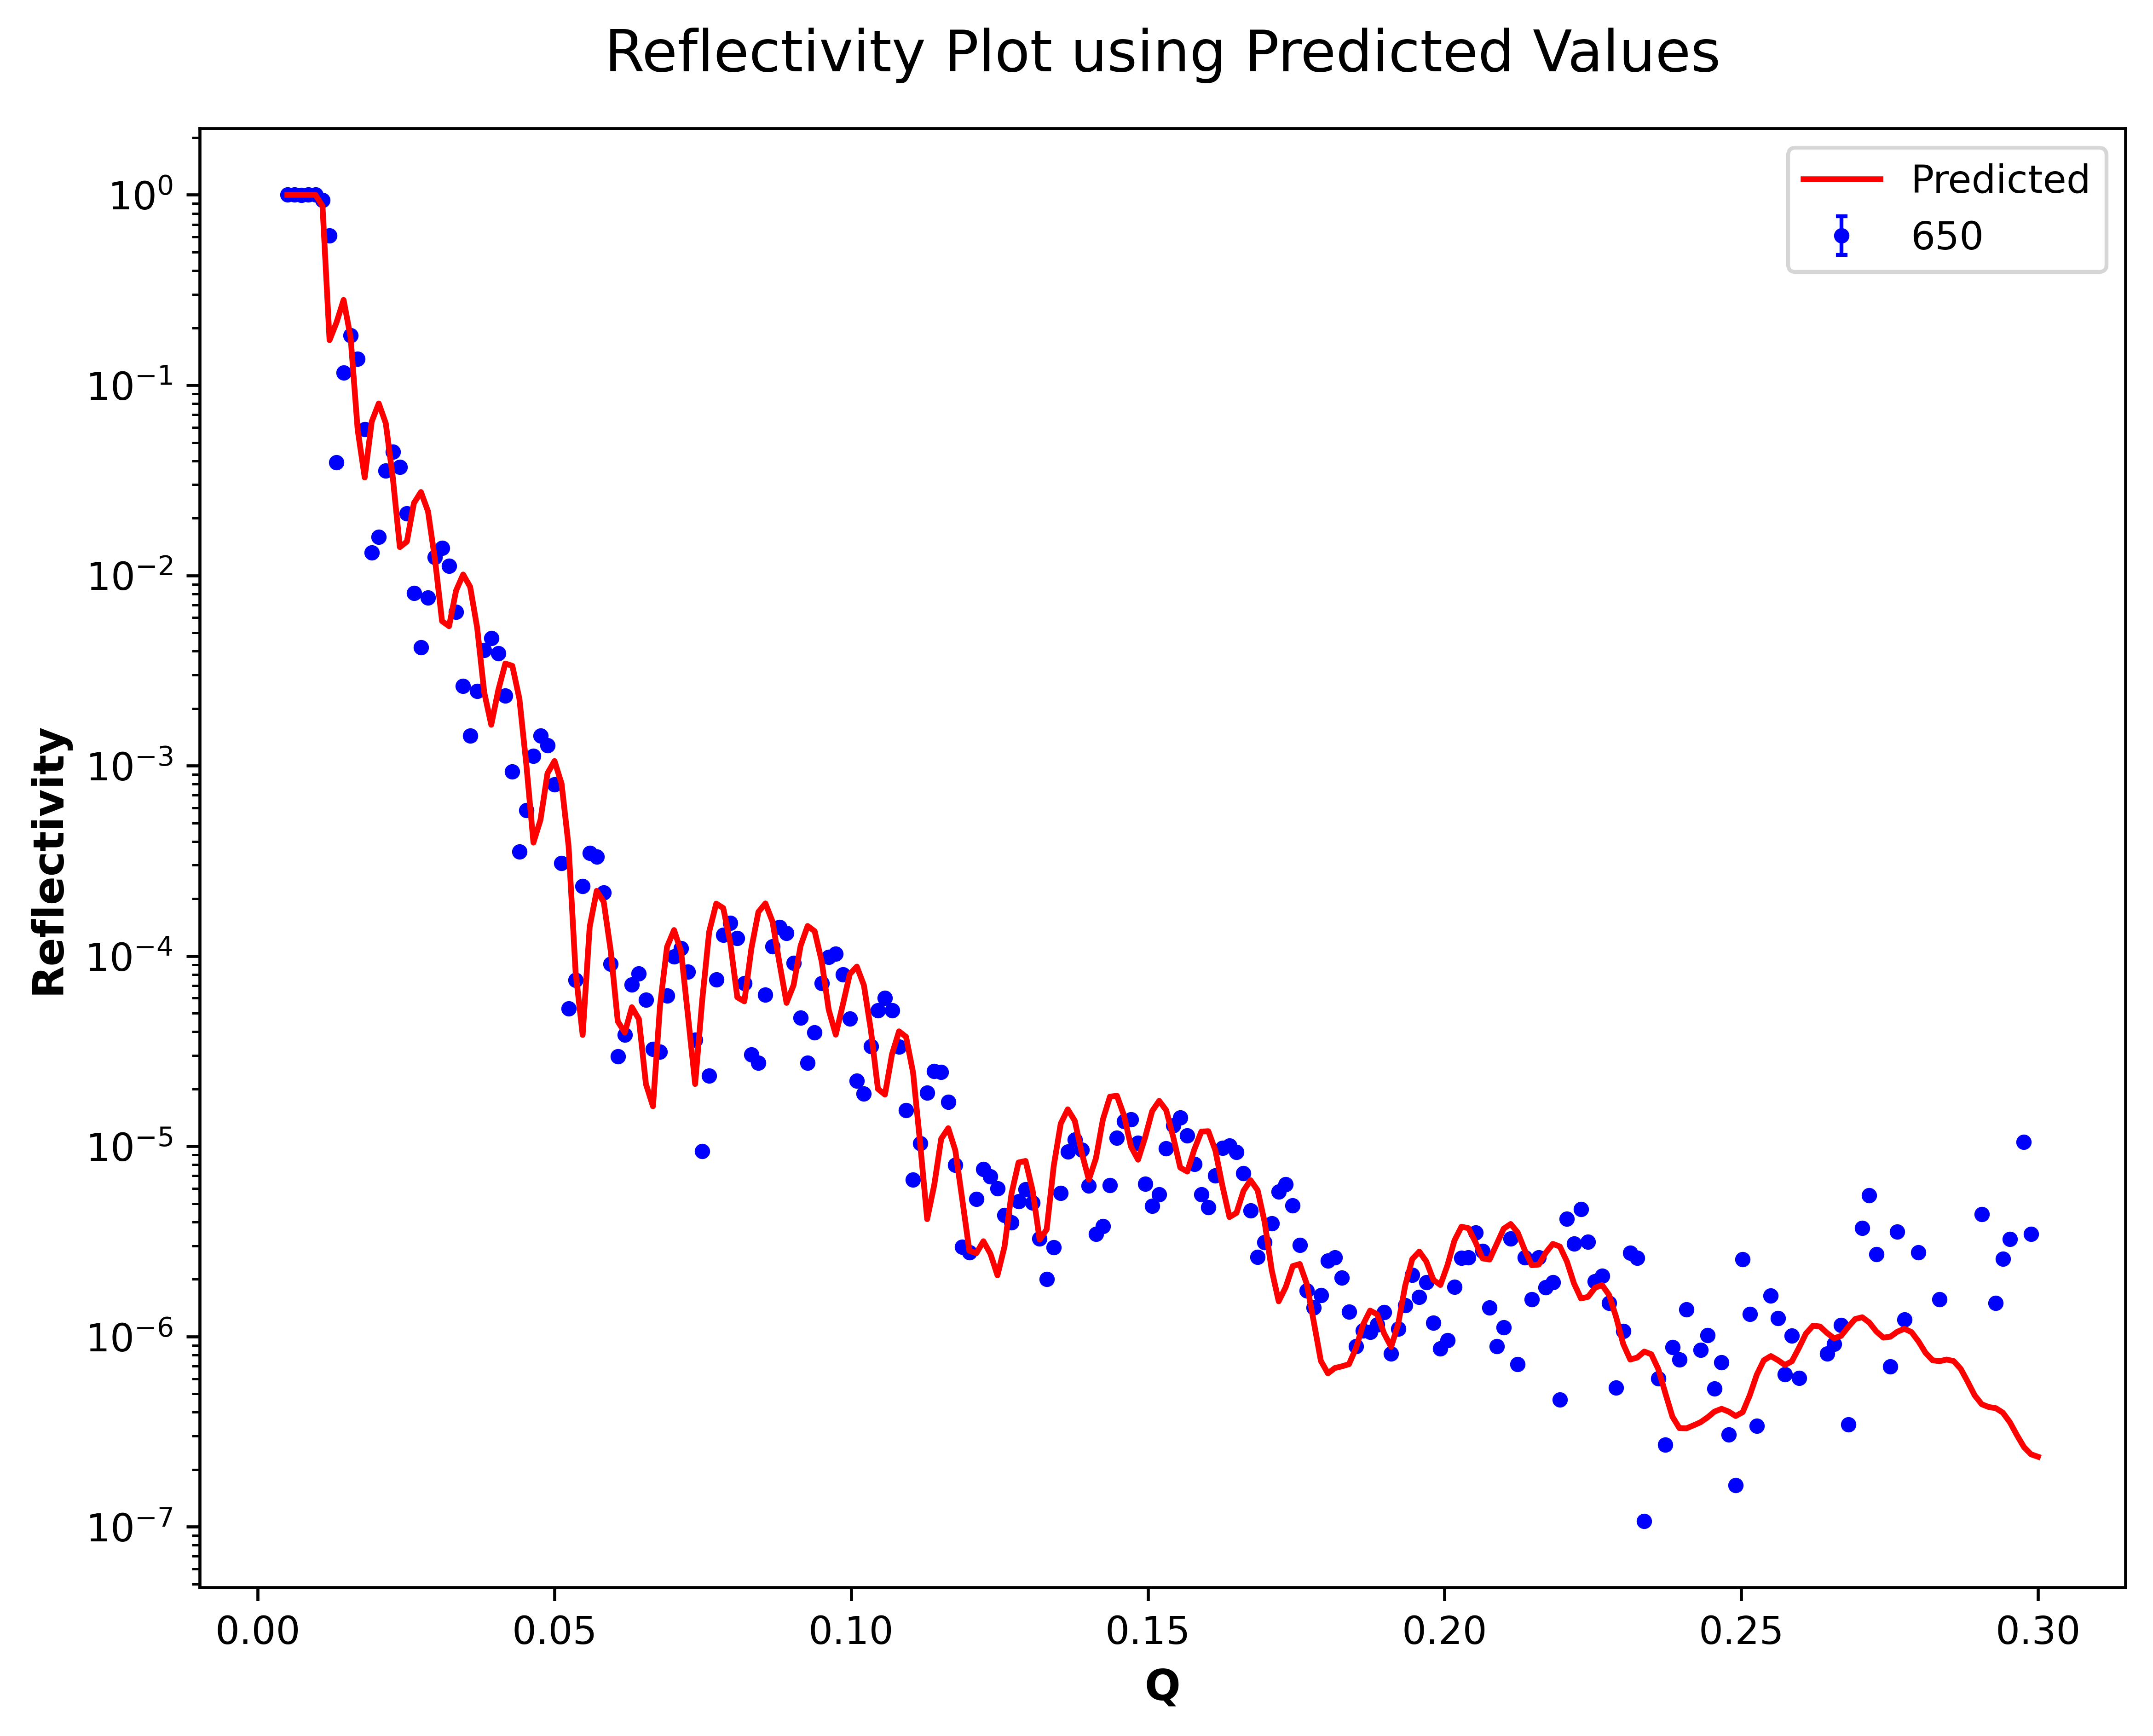 Reflectivity Plot using Predicted Values
Predicted
650
10⁰
10⁻¹
10⁻²
10⁻³
10⁻⁴
10⁻⁵
10⁻⁶
10⁻⁷
Reflectivity
0.00 0.05 0.10 0.15 0.20 0.25 0.30
Q